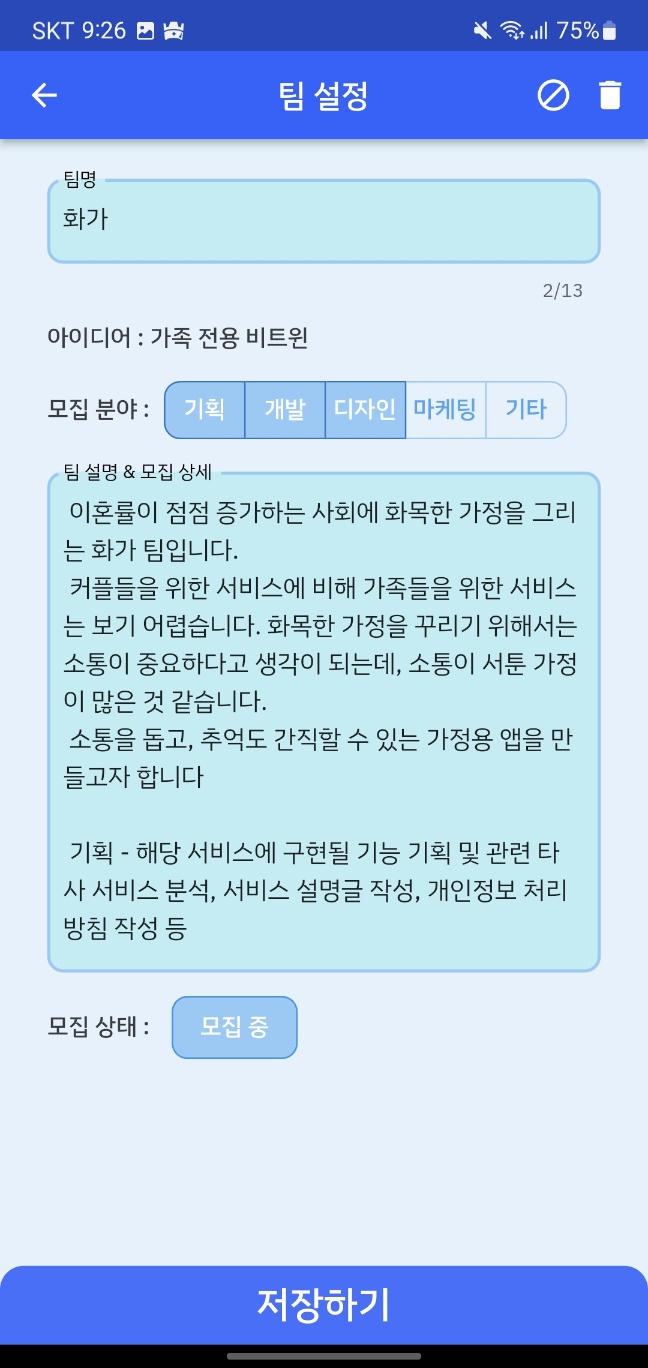 SKT 9:26
75%
팀 설정
팀명
화가
2/13
아이디어 : 가족 전용 비트윈
모집 분야 : 기획 개발 디자인 마케팅 기타
팀 설명 & 모집 상세
이혼률이 점점 증가하는 사회에 화목한 가정을 그리
는 화가 팀입니다.
커플들을 위한 서비스에 비해 가족들을 위한 서비스
는 보기 어렵습니다. 화목한 가정을 꾸리기 위해서는
소통이 중요하다고 생각이 되는데, 소통이 서툰 가정
이 많은 것 같습니다.
소통을 돕고, 추억도 간직할 수 있는 가정용 앱을 만
들고자 합니다
기획 - 해당 서비스에 구현될 기능 기획 및 관련 타
사 서비스 분석, 서비스 설명글 작성, 개인정보 처리
방침 작성 등
모집 상태 : 모집 중
저장하기